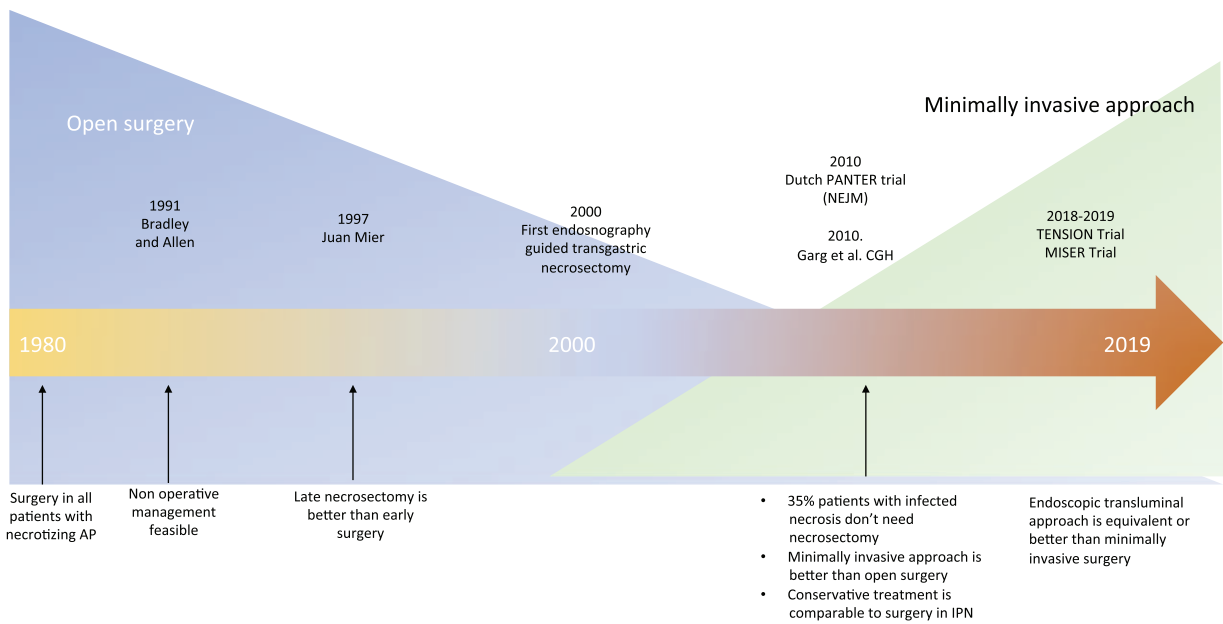 Open surgery
Minimally invasive approach
1991
Bradley
and Allen
1997
Juan Mier
2000
First endosnography
guided transgastric
necrosectomy
2010
Dutch PANTER trial
(NEJM)
2010.
Garg et al. CGH
2018-2019
TENSION Trial
MISER Trial
1980
2000
2019
Surgery in all
patients with
necrotizing AP
Non operative
management
feasible
Late necrosectomy is
better than early
surgery
• 35% patients with infected
necrosis don’t need
necrosectomy
• Minimally invasive approach is
better than open surgery
• Conservative treatment is
comparable to surgery in IPN
Endoscopic transluminal
approach is equivalent or
better than minimally
invasive surgery